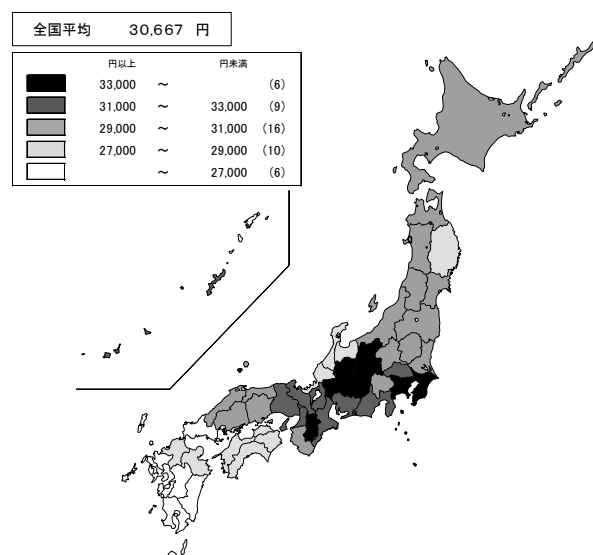 全国平均 30,667 円
円以上 円未満
33,000 ～ (6)
31,000 ～ 33,000 (9)
29,000 ～ 31,000 (16)
27,000 ～ 29,000 (10)
～ 27,000 (6)